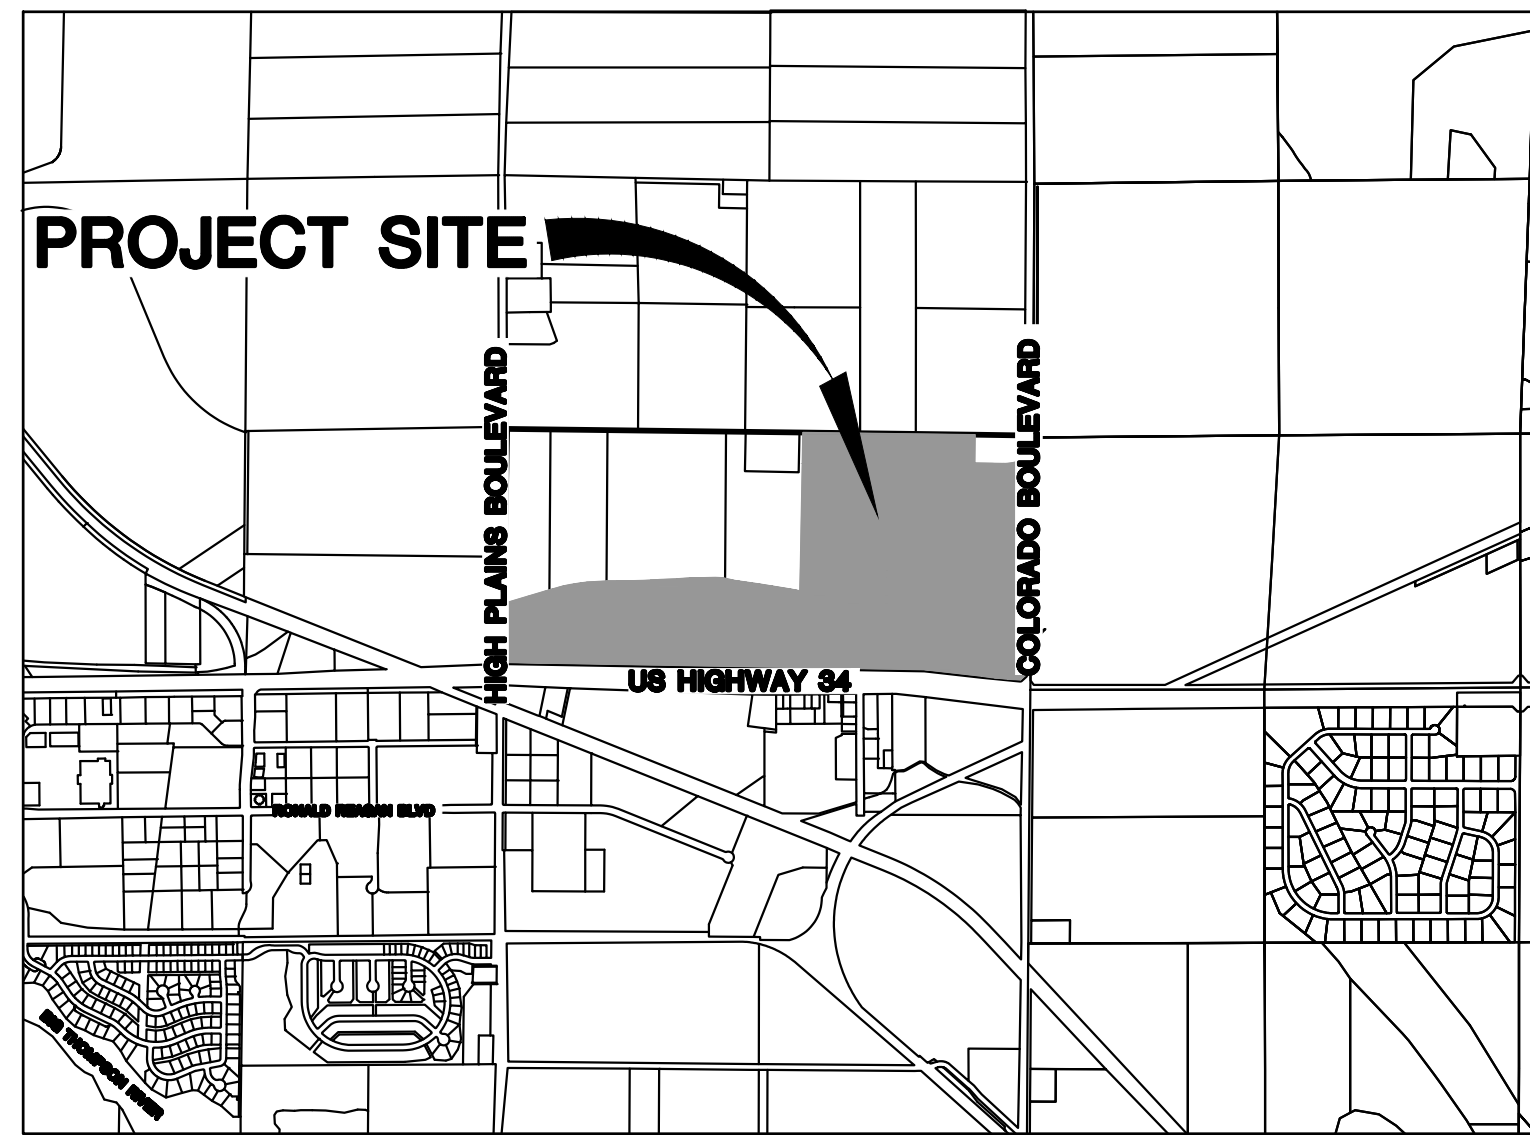 PROJECT SITE
HIGH PLAINS BOULEVARD
COLORADO BOULEVARD
US HIGHWAY 34
RONALD REAGAN BLVD
BIG THOMPSON RIVER